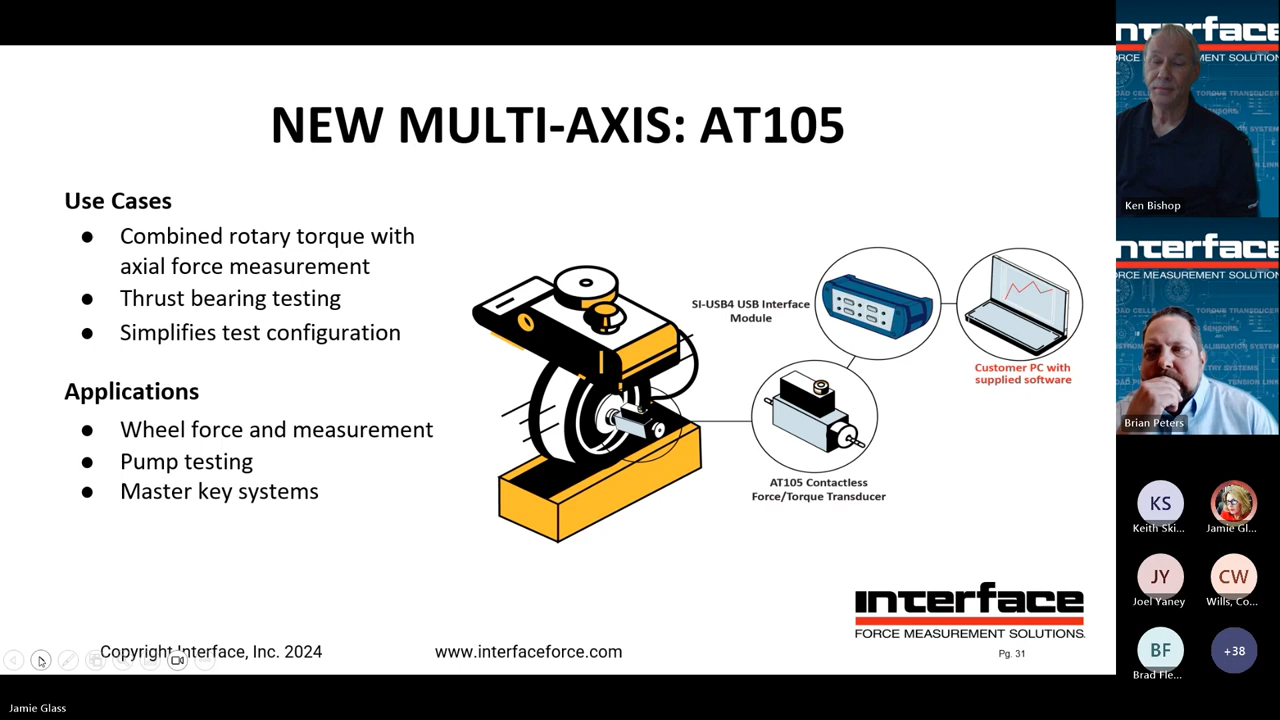 NEW MULTI-AXIS: AT105
Use Cases
● Combined rotary torque with
axial force measurement
● Thrust bearing testing
● Simplifies test configuration
Applications
● Wheel force and measurement
● Pump testing
● Master key systems
SI-USB4 USB Interface
Module
Customer PC with
supplied software
AT105 Contactless
Force/Torque Transducer
interface
FORCE MEASUREMENT SOLUTIONS.
Copyright Interface, Inc. 2024
www.interfaceforce.com
Pg. 31
Jamie Glass
Ken Bishop
Brian Peters
KS
Keith Ski...
Jamie Gl...
JY
Joel Yaney
CW
Wills, Co...
BF
Brad Fle...
+38